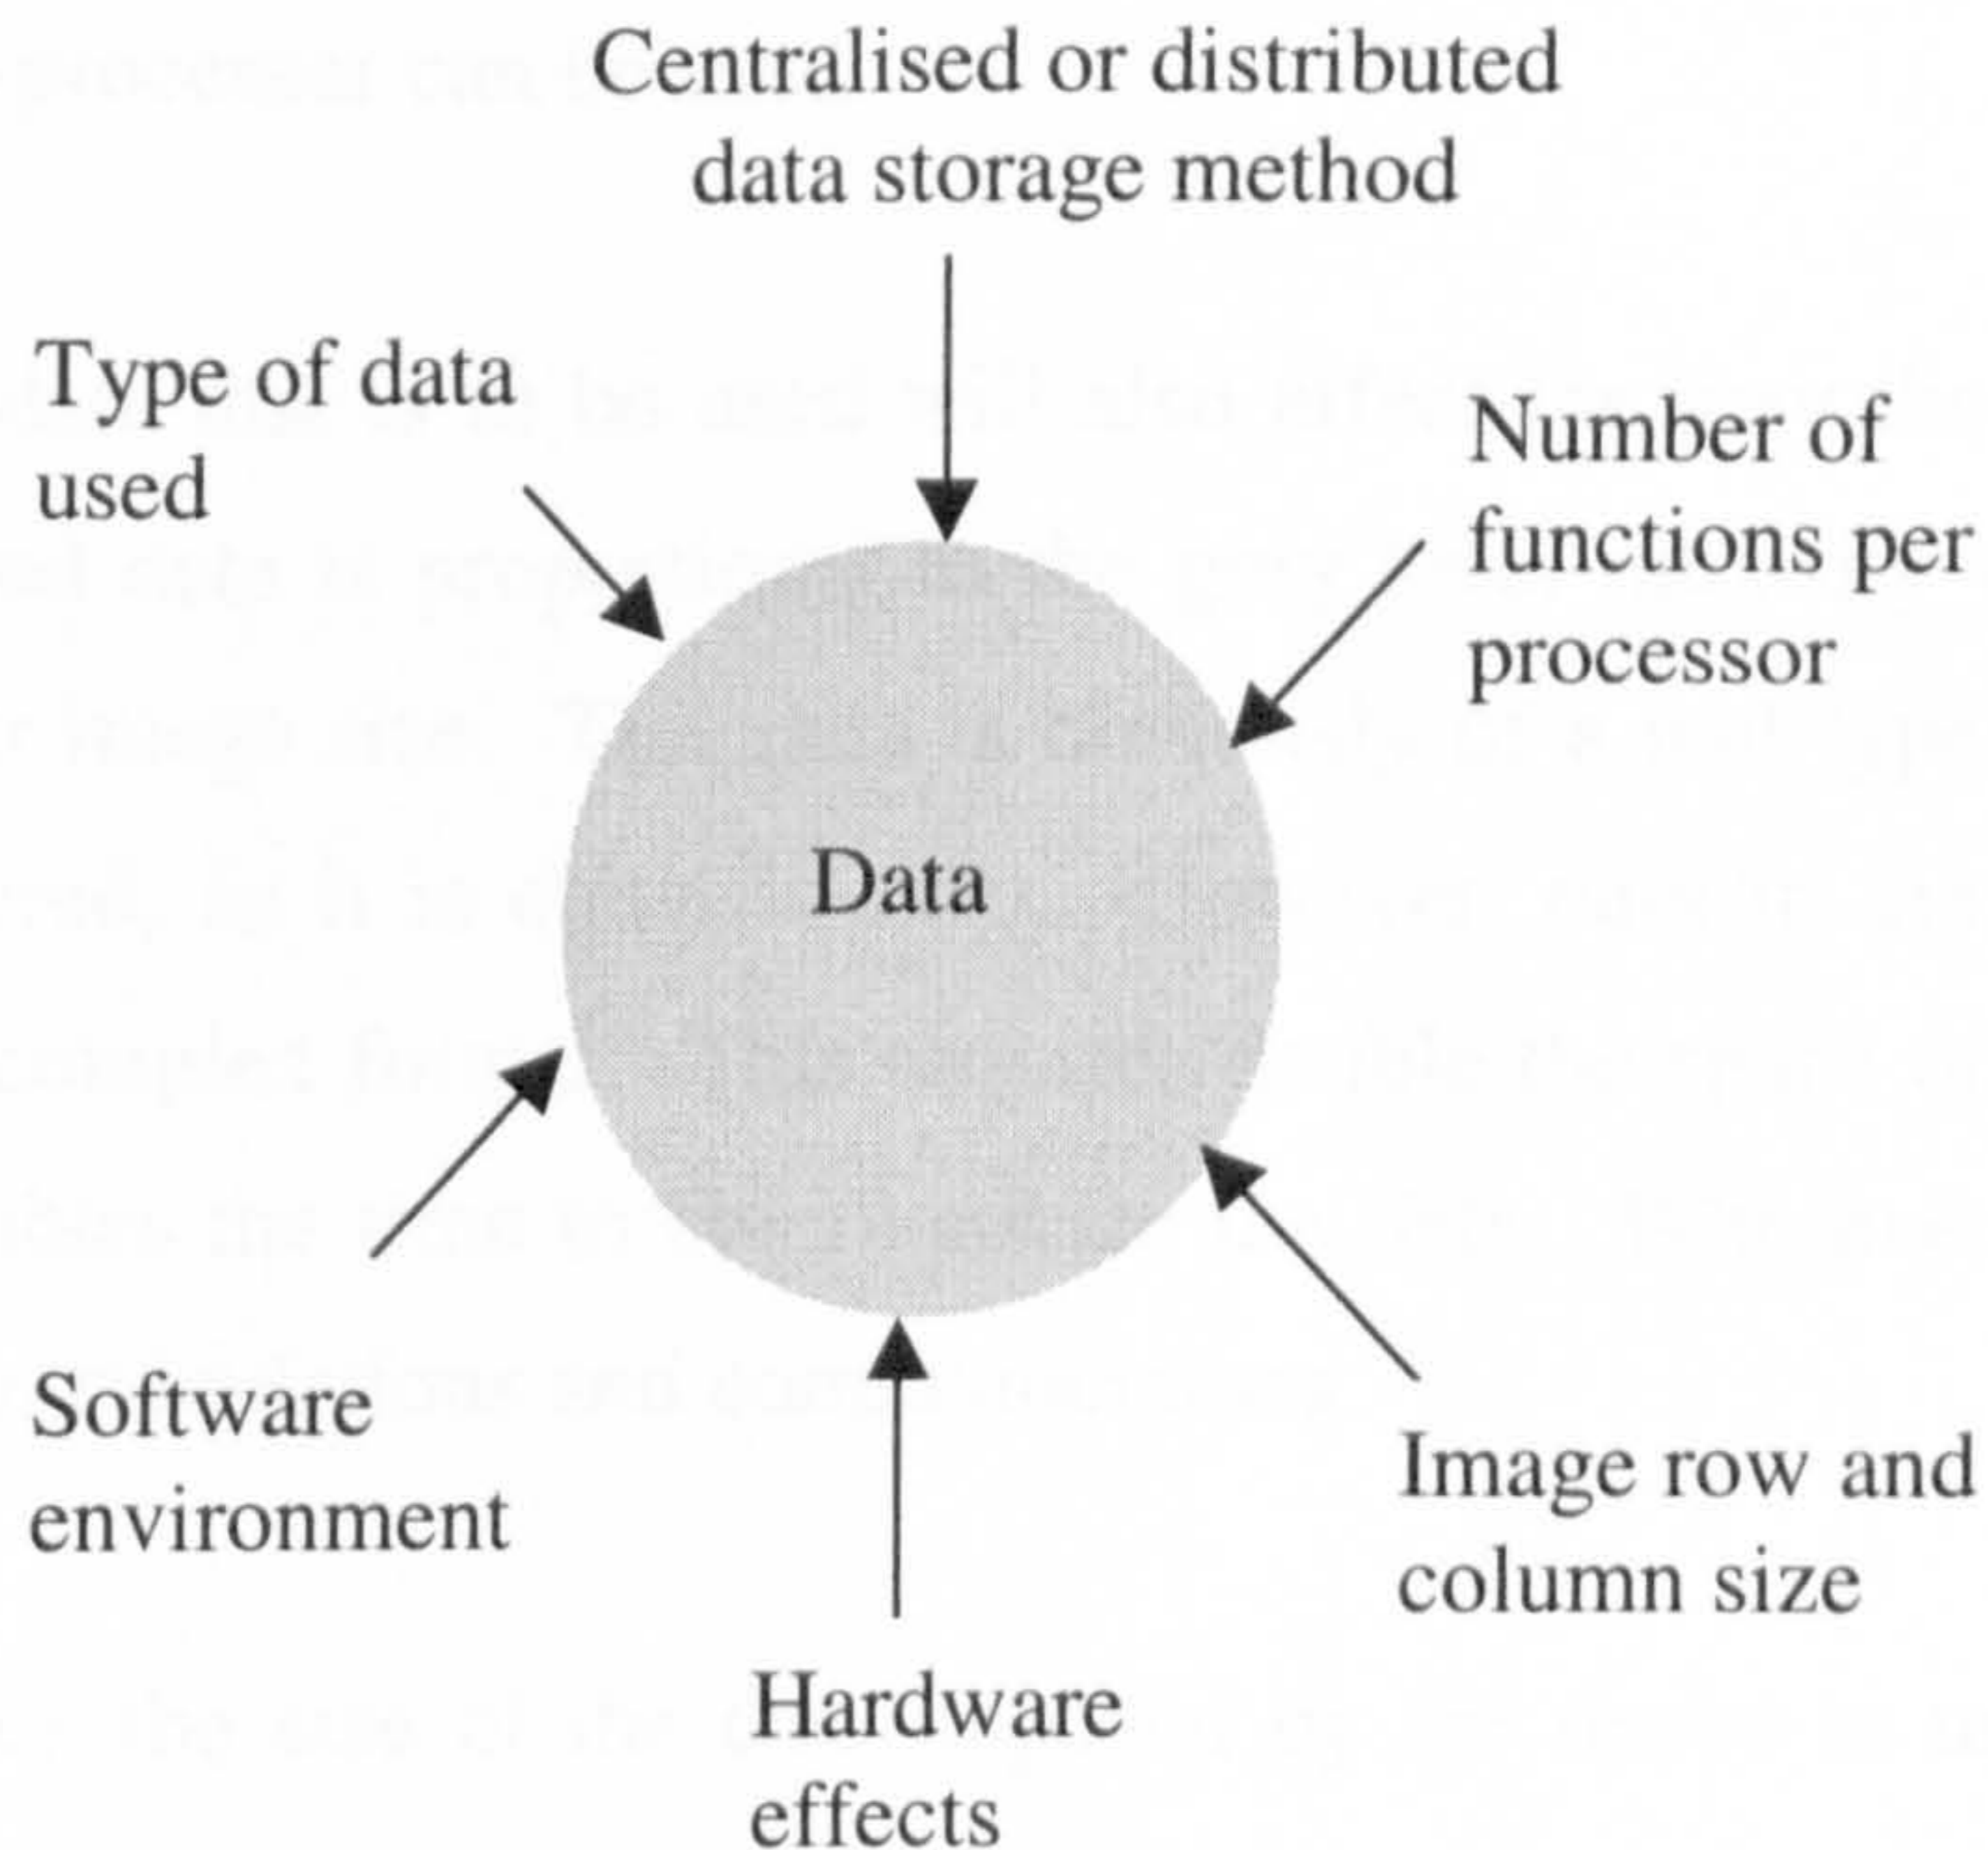 Centralised or distributed
data storage method
Type of data
used
Number of
functions per
processor
Data
Software
environment
Image row and
column size
Hardware
effects